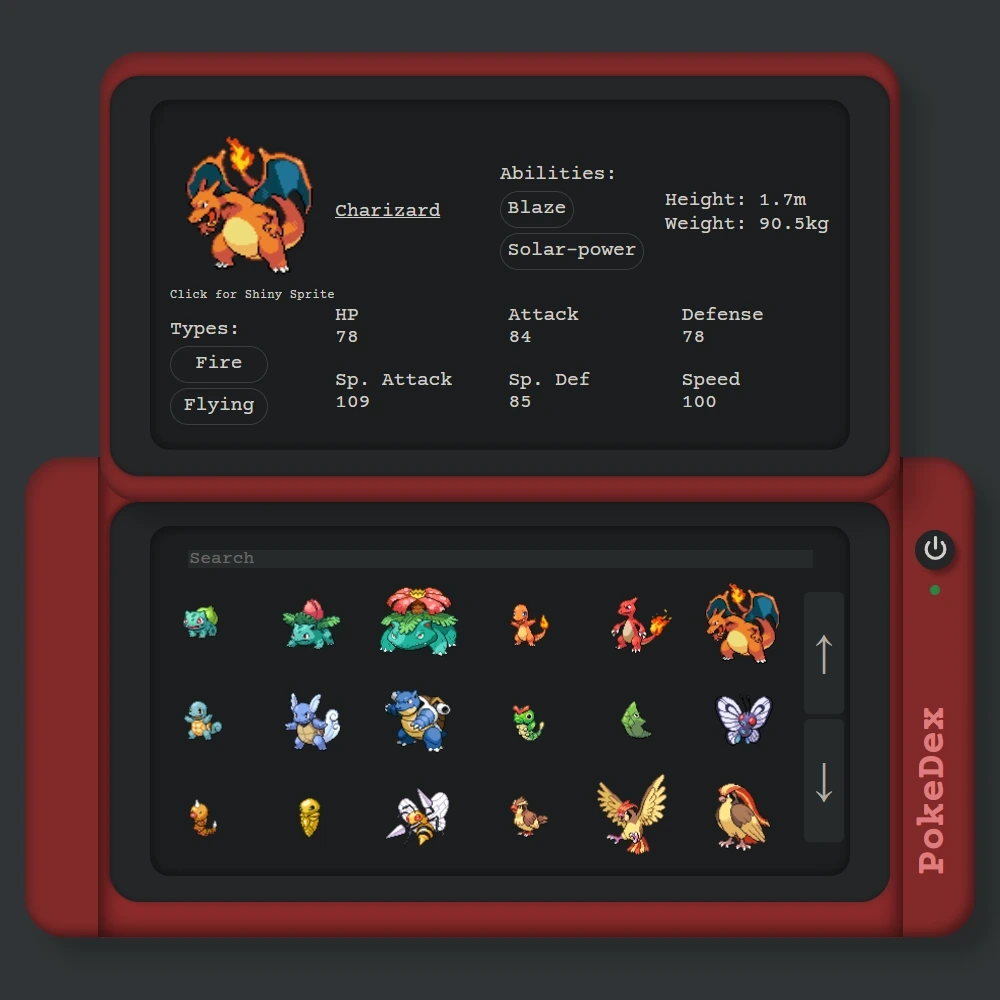 Charizard
Click for Shiny Sprite
Types:
Fire
Flying
Abilities:
Blaze
Solar-power
Height: 1.7m
Weight: 90.5kg
HP
78
Attack
84
Defense
78
Sp. Attack
109
Sp. Def
85
Speed
100
Search
↑
↓
PokeDex